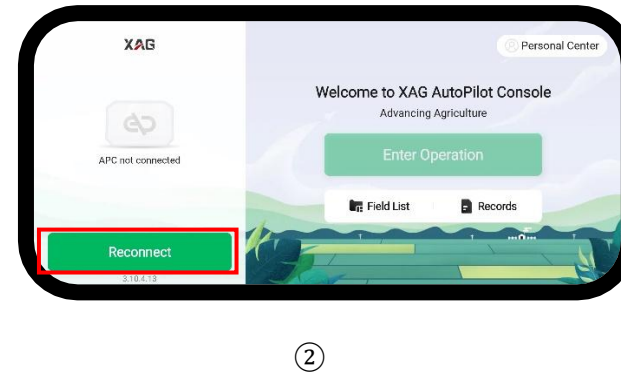 XAG
Personal Center
Welcome to XAG AutoPilot Console
Advancing Agriculture
APC not connected
Enter Operation
Field List
Records
Reconnect
3.10.4.13
②